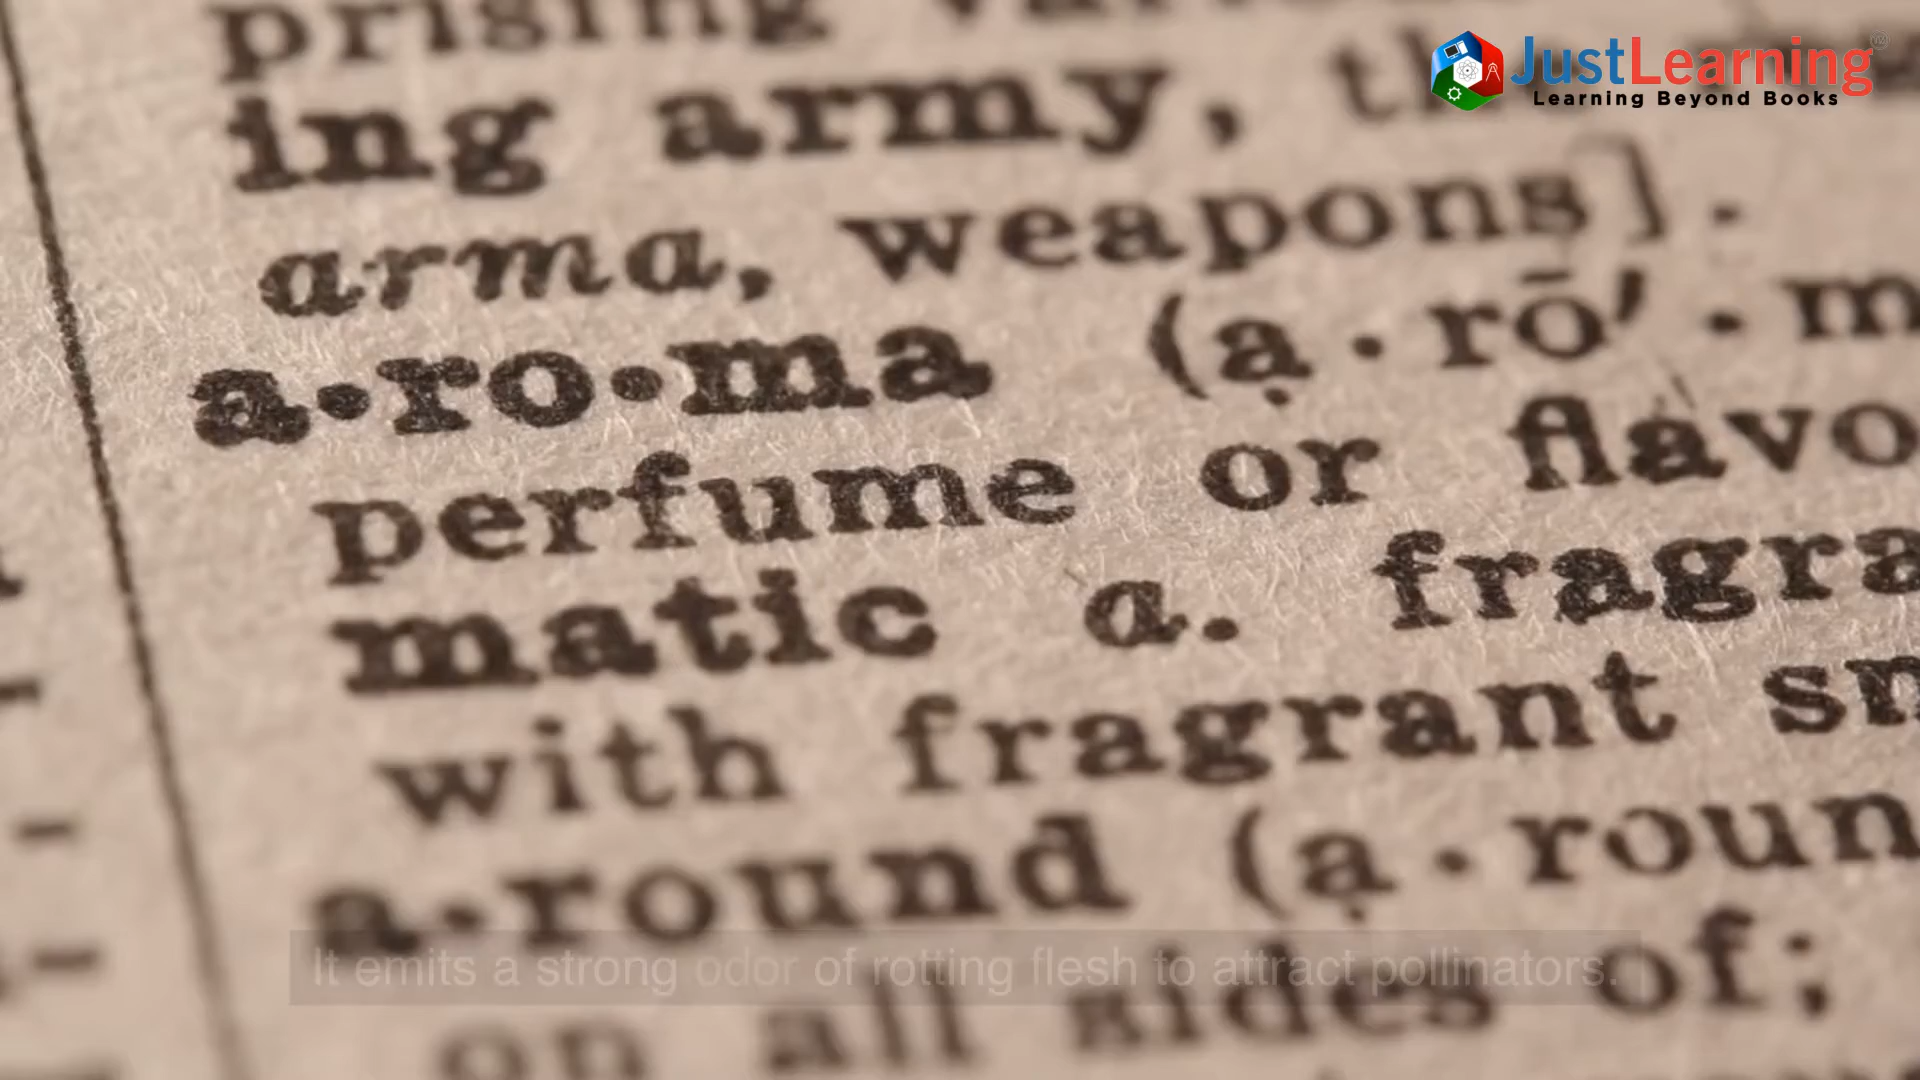 prising
ing army,
arma, weapons].
a•ro•ma (ạ • rō' • m
perfume or flavo
matic a. fragra
with fragrant sn
a•round (ạ • roun
on all sides of;
JustLearning
Learning Beyond Books
It emits a strong odor of rotting flesh to attract pollinators.